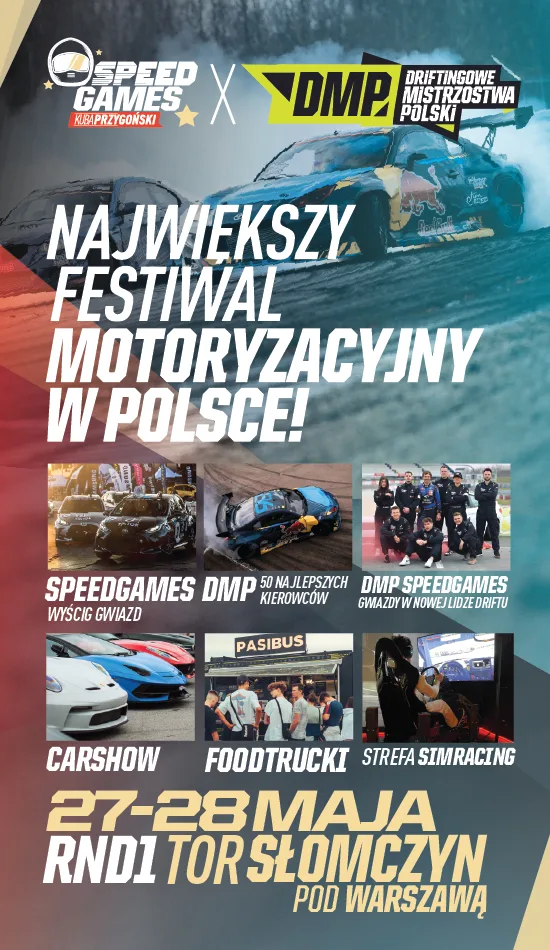 SPEED
GAMES
KUBA PRZYGOŃSKI
X
DMP
DRIFTINGOWE
MISTRZOSTWA
POLSKI
NAJWIĘKSZY
FESTIWAL
MOTORYZACYJNY
W POLSCE!
SPEEDGAMES
WYŚCIG GWIAZD
DMP 50 NAJLEPSZYCH
KIEROWCÓW
DMP SPEEDGAMES
GWIAZDY W NOWEJ LIDZE DRIFTU
PASIBUS
CARSHOW
FOODTRUCKI
STREFA SIMRACING
27-28 MAJA
RND1 TOR SŁOMCZYN
POD WARSZAWĄ